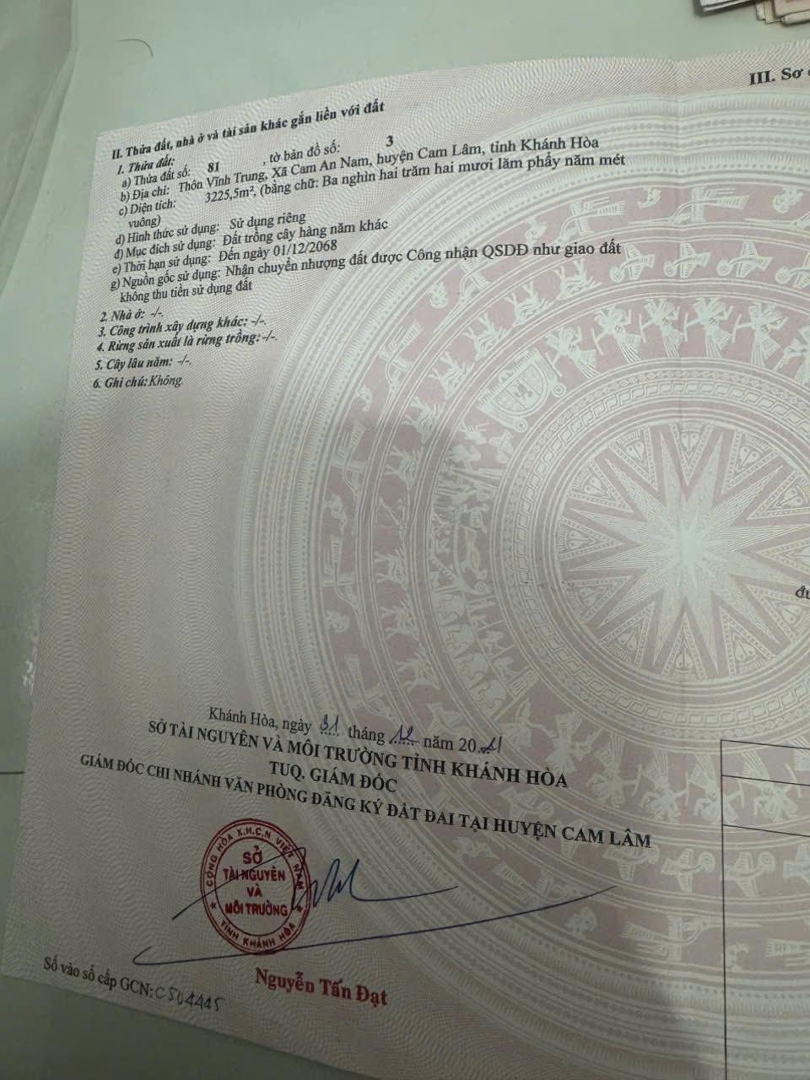 III. Sơ
II. Thửa đất, nhà ở và tài sản khác gắn liền với đất
1. Thửa đất:
a) Thửa đất số: 81 , tờ bản đồ số: 3
b) Địa chỉ: Thôn Vĩnh Trung, Xã Cam An Nam, huyện Cam Lâm, tỉnh Khánh Hòa
c) Diện tích: 3225,5m², (bằng chữ: Ba nghìn hai trăm hai mươi lăm phẩy năm mét
vuông)
d) Hình thức sử dụng: Sử dụng riêng
đ) Mục đích sử dụng: Đất trồng cây hàng năm khác
e) Thời hạn sử dụng: Đến ngày 01/12/2068
g) Nguồn gốc sử dụng: Nhận chuyển nhượng đất được Công nhận QSDĐ như giao đất
không thu tiền sử dụng đất
2. Nhà ở: -/-.
3. Công trình xây dựng khác: -/-.
4. Rừng sản xuất là rừng trồng: -/-.
5. Cây lâu năm: -/-.
6. Ghi chú: Không.
Khánh Hòa, ngày 31 tháng 12 năm 2021
SỞ TÀI NGUYÊN VÀ MÔI TRƯỜNG TỈNH KHÁNH HÒA
TUQ. GIÁM ĐỐC
GIÁM ĐỐC CHI NHÁNH VĂN PHÒNG ĐĂNG KÝ ĐẤT ĐAI TẠI HUYỆN CAM LÂM
CỘNG HÒA X.H.C.N VIỆT NAM
SỞ
TÀI NGUYÊN
VÀ
MÔI TRƯỜNG
TỈNH KHÁNH HÒA
Nguyễn Tấn Đạt
Số vào sổ cấp GCN: CS04445